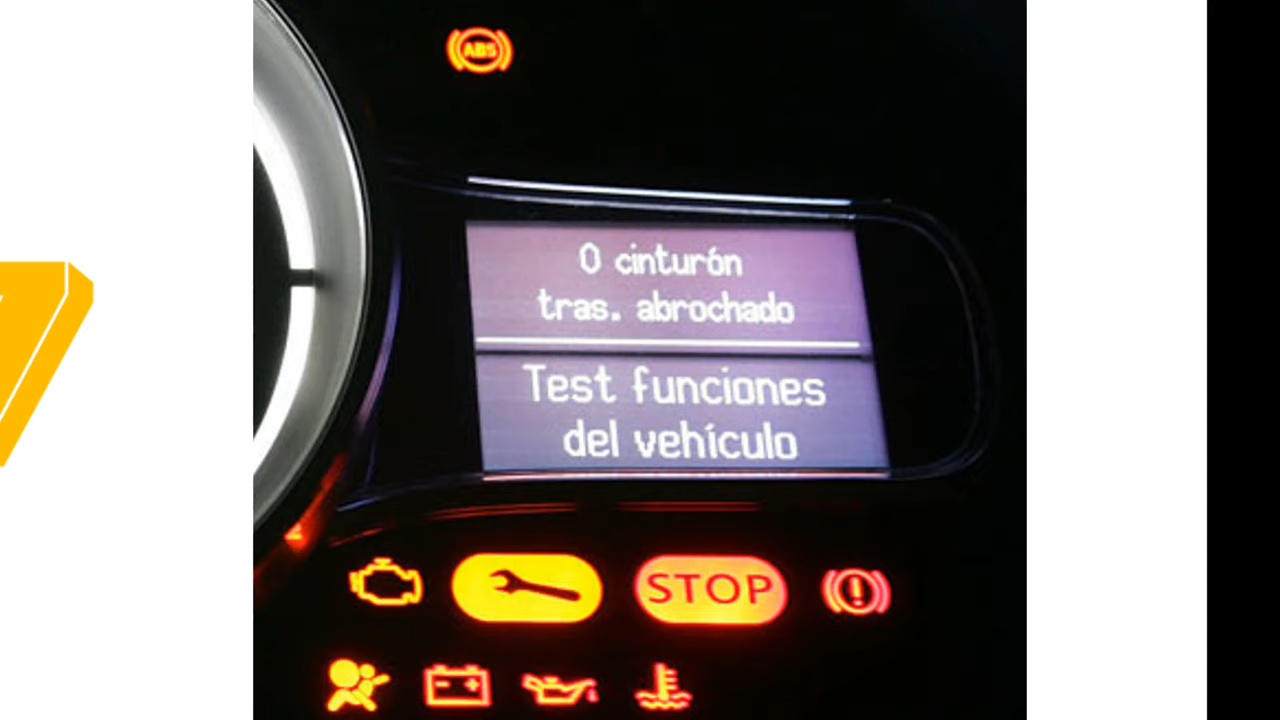 ABS
0 cinturón
tras. abrochado
Test funciones
del vehículo
STOP